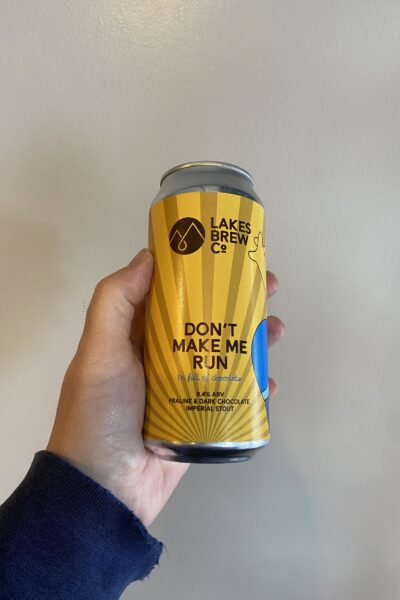 LAKES
BREW
Co
DON'T
MAKE ME
RUN
I'm full of chocolate
8.4% ABV
PRALINE & DARK CHOCOLATE
IMPERIAL STOUT